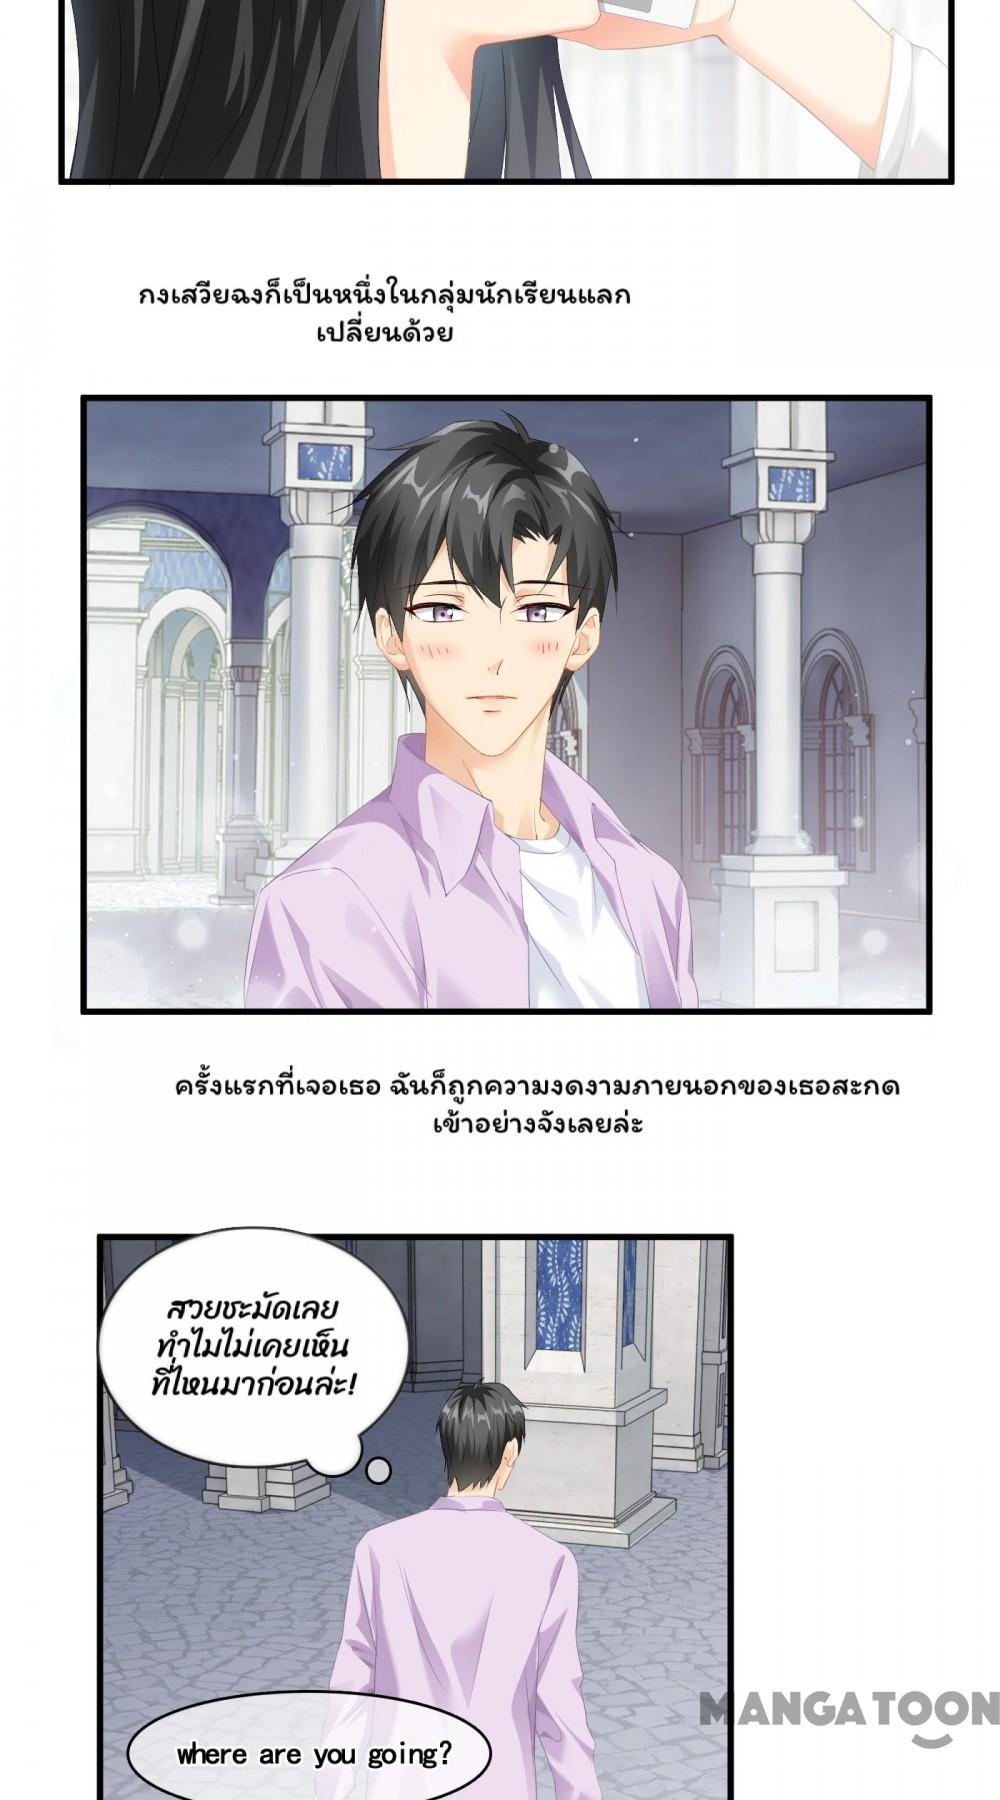 กงเสวียฉงก็เป็นหนึ่งในกลุ่มนักเรียนแลก
เปลี่ยนด้วย
ครั้งแรกที่เจอเธอ ฉันก็ถูกความงดงามภายนอกของเธอสะกด
เข้าอย่างจังเลยล่ะ
สวยชะมัดเลย
ทำไมไม่เคยเห็น
ที่ไหนมาก่อนล่ะ!
MANGATOON
where are you going?